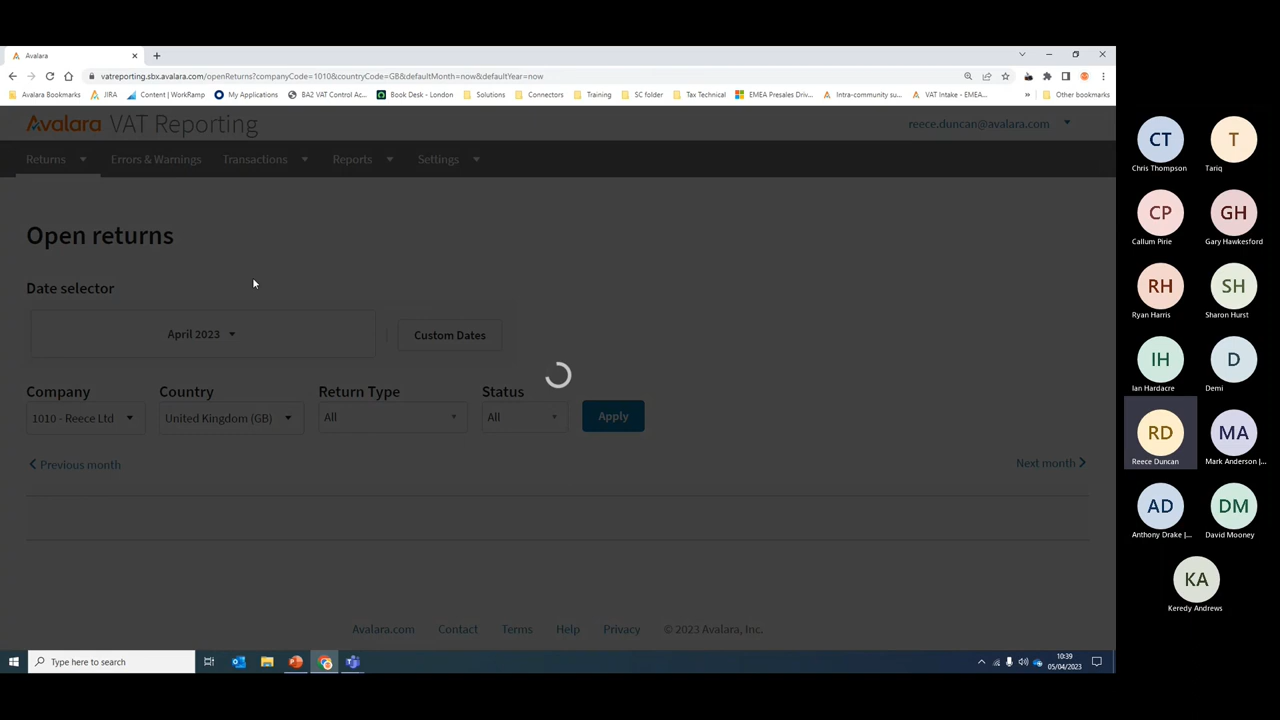 Avalara
vatreporting.sbx.avalara.com/openReturns?companyCode=1010&countryCode=GB&defaultMonth=now&defaultYear=now
Avalara Bookmarks JIRA Content | WorkRamp My Applications BA2 VAT Control Ac... Book Desk - London Solutions Connectors Training SC folder Tax Technical EMEA Presales Driv... Intra-community su... VAT Intake - EMEA... » Other bookmarks
Avalara VAT Reporting reece.duncan@avalara.com
Returns Errors & Warnings Transactions Reports Settings
Open returns
Date selector
April 2023 Custom Dates
Company Country Return Type Status
1010 - Reece Ltd United Kingdom (GB) All All Apply
Previous month Next month
Avalara.com Contact Terms Help Privacy © 2023 Avalara, Inc.
Type here to search 10:39
05/04/2023
CT T
Chris Thompson Tariq
CP GH
Callum Pirie Gary Hawkesford
RH SH
Ryan Harris Sharon Hurst
IH D
Ian Hardacre Demi
RD MA
Reece Duncan Mark Anderson |...
AD DM
Anthony Drake |... David Mooney
KA
Keredy Andrews